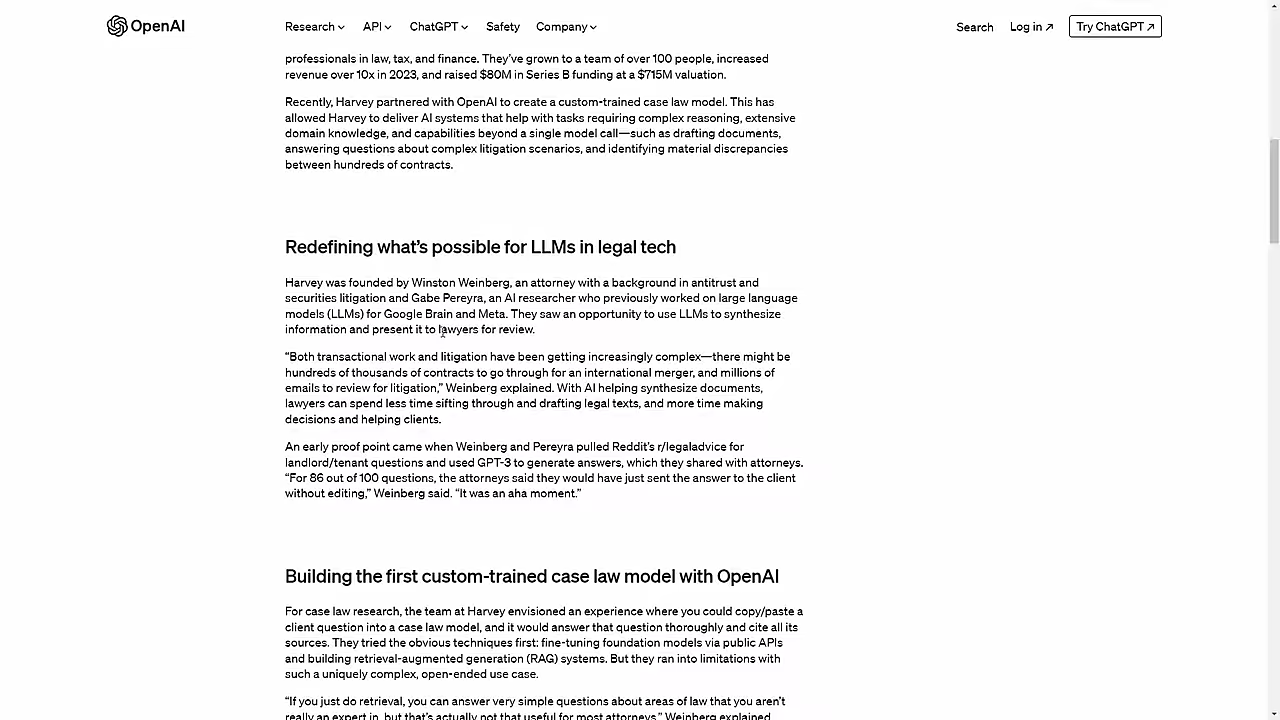 OpenAI
Research API ChatGPT Safety Company
Search Log in ↗ Try ChatGPT ↗
professionals in law, tax, and finance. They’ve grown to a team of over 100 people, increased
revenue over 10x in 2023, and raised $80M in Series B funding at a $715M valuation.
Recently, Harvey partnered with OpenAI to create a custom-trained case law model. This has
allowed Harvey to deliver AI systems that help with tasks requiring complex reasoning, extensive
domain knowledge, and capabilities beyond a single model call—such as drafting documents,
answering questions about complex litigation scenarios, and identifying material discrepancies
between hundreds of contracts.
Redefining what’s possible for LLMs in legal tech
Harvey was founded by Winston Weinberg, an attorney with a background in antitrust and
securities litigation and Gabe Pereyra, an AI researcher who previously worked on large language
models (LLMs) for Google Brain and Meta. They saw an opportunity to use LLMs to synthesize
information and present it to lawyers for review.
“Both transactional work and litigation have been getting increasingly complex—there might be
hundreds of thousands of contracts to go through for an international merger, and millions of
emails to review for litigation,” Weinberg explained. With AI helping synthesize documents,
lawyers can spend less time sifting through and drafting legal texts, and more time making
decisions and helping clients.
An early proof point came when Weinberg and Pereyra pulled Reddit’s r/legaladvice for
landlord/tenant questions and used GPT-3 to generate answers, which they shared with attorneys.
“For 86 out of 100 questions, the attorneys said they would have just sent the answer to the client
without editing,” Weinberg said. “It was an aha moment.”
Building the first custom-trained case law model with OpenAI
For case law research, the team at Harvey envisioned an experience where you could copy/paste a
client question into a case law model, and it would answer that question thoroughly and cite all its
sources. They tried the obvious techniques first: fine-tuning foundation models via public APIs
and building retrieval-augmented generation (RAG) systems. But they ran into limitations with
such a uniquely complex, open-ended use case.
“If you just do retrieval, you can answer very simple questions about areas of law that you aren’t
really an expert in, but that’s actually not that useful for most attorneys,” Weinberg explained